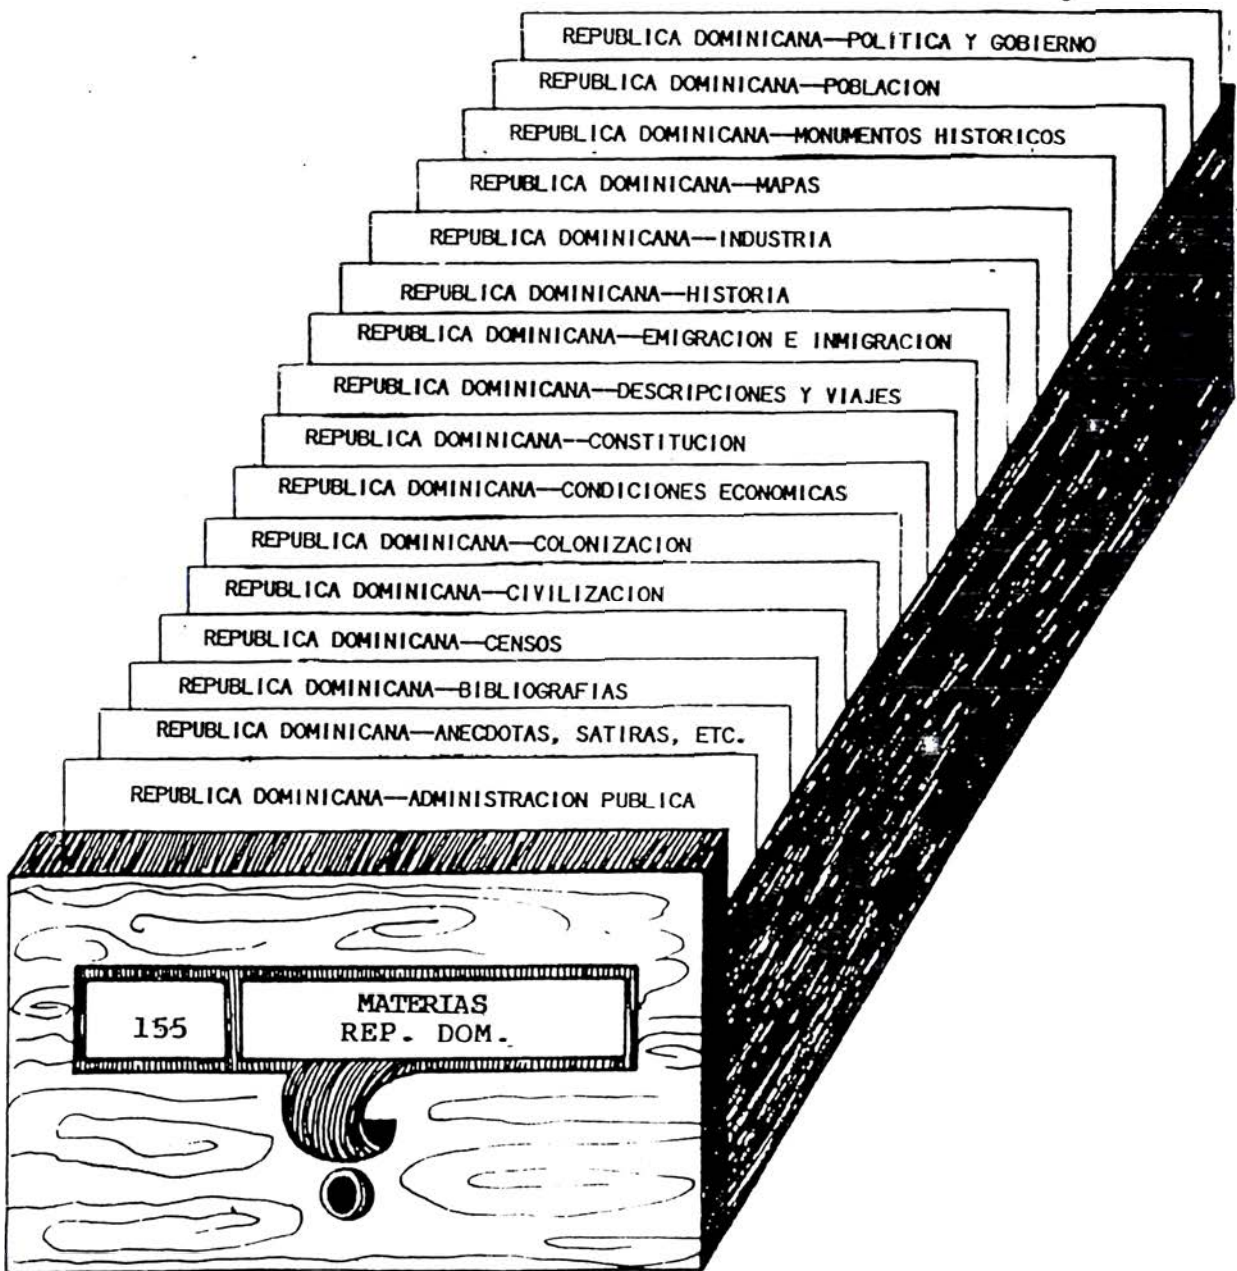 REPUBLICA DOMINICANA—POLITICA Y GOBIERNO
REPUBLICA DOMINICANA—POBLACION
REPUBLICA DOMINICANA—MONUMENTOS HISTORICOS
REPUBLICA DOMINICANA—MAPAS
REPUBLICA DOMINICANA—INDUSTRIA
REPUBLICA DOMINICANA—HISTORIA
REPUBLICA DOMINICANA—EMIGRACION E INMIGRACION
REPUBLICA DOMINICANA—DESCRIPCIONES Y VIAJES
REPUBLICA DOMINICANA—CONSTITUCION
REPUBLICA DOMINICANA—CONDICIONES ECONOMICAS
REPUBLICA DOMINICANA—COLONIZACION
REPUBLICA DOMINICANA—CIVILIZACION
REPUBLICA DOMINICANA—CENSOS
REPUBLICA DOMINICANA—BIBLIOGRAFIAS
REPUBLICA DOMINICANA—ANECDOTAS, SATIRAS, ETC.
REPUBLICA DOMINICANA—ADMINISTRACION PUBLICA
155
MATERIAS
REP. DOM.